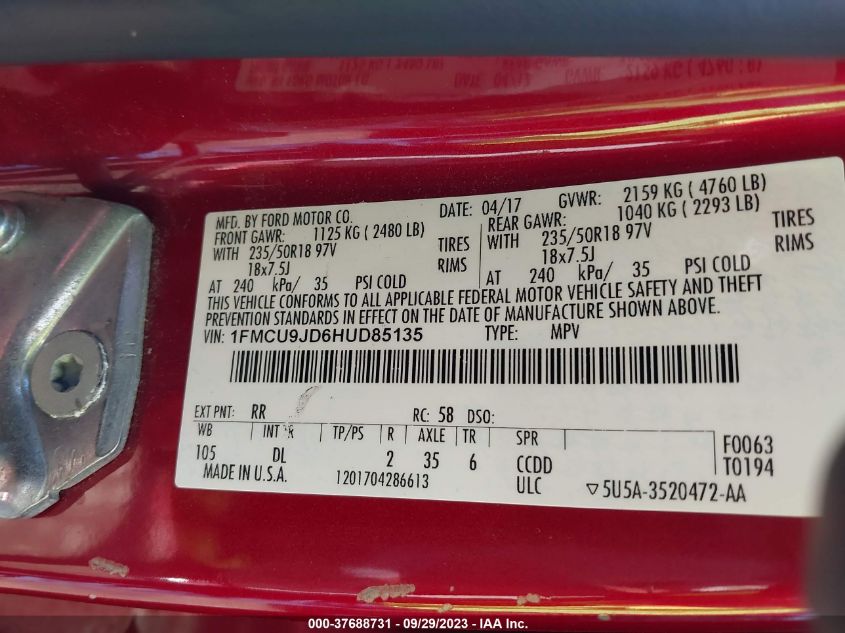 MFD. BY FORD MOTOR CO.
DATE: 04/17 GVWR: 2159 KG ( 4760 LB)
FRONT GAWR: 1125 KG ( 2480 LB)
REAR GAWR: 1040 KG ( 2293 LB)
WITH 235/50R18 97V TIRES
18x7.5J RIMS
AT 240 kPa/ 35 PSI COLD
WITH 235/50R18 97V TIRES
18x7.5J RIMS
AT 240 kPa/ 35 PSI COLD
THIS VEHICLE CONFORMS TO ALL APPLICABLE FEDERAL MOTOR VEHICLE SAFETY AND THEFT
PREVENTION STANDARDS IN EFFECT ON THE DATE OF MANUFACTURE SHOWN ABOVE.
VIN: 1FMCU9JD6HUD85135 TYPE: MPV
EXT PNT: RR RC: 58 DSO:
WB INT TR TP/PS R AXLE TR SPR
105 DL 2 35 6 CCDD
ULC
F0063
T0194
MADE IN U.S.A. 1201704286613 ▽5U5A-3520472-AA
000-37688731 - 09/29/2023 - IAA Inc.